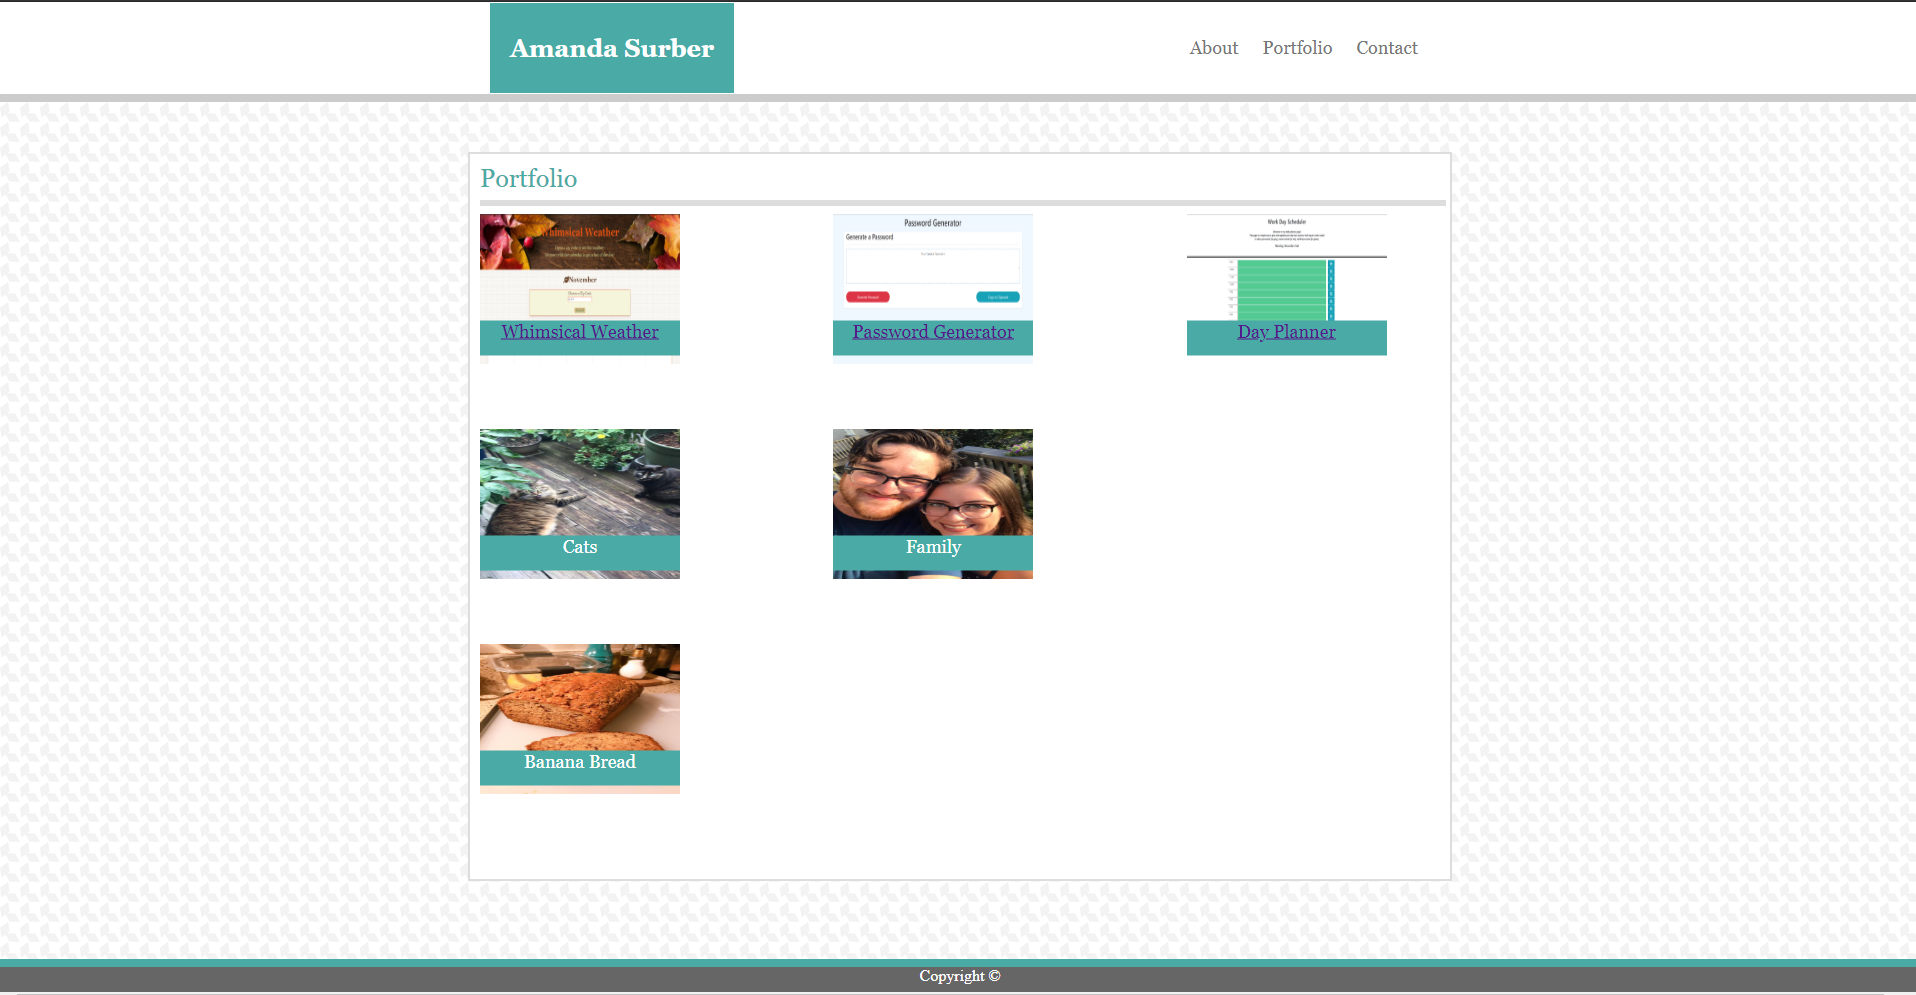 Amanda Surber
About Portfolio Contact
Portfolio
Whimsical Weather
November
Password Generator
Generate a Password
Work Day Scheduler
Whimsical Weather
Password Generator
Day Planner
Cats
Family
Banana Bread
Copyright ©